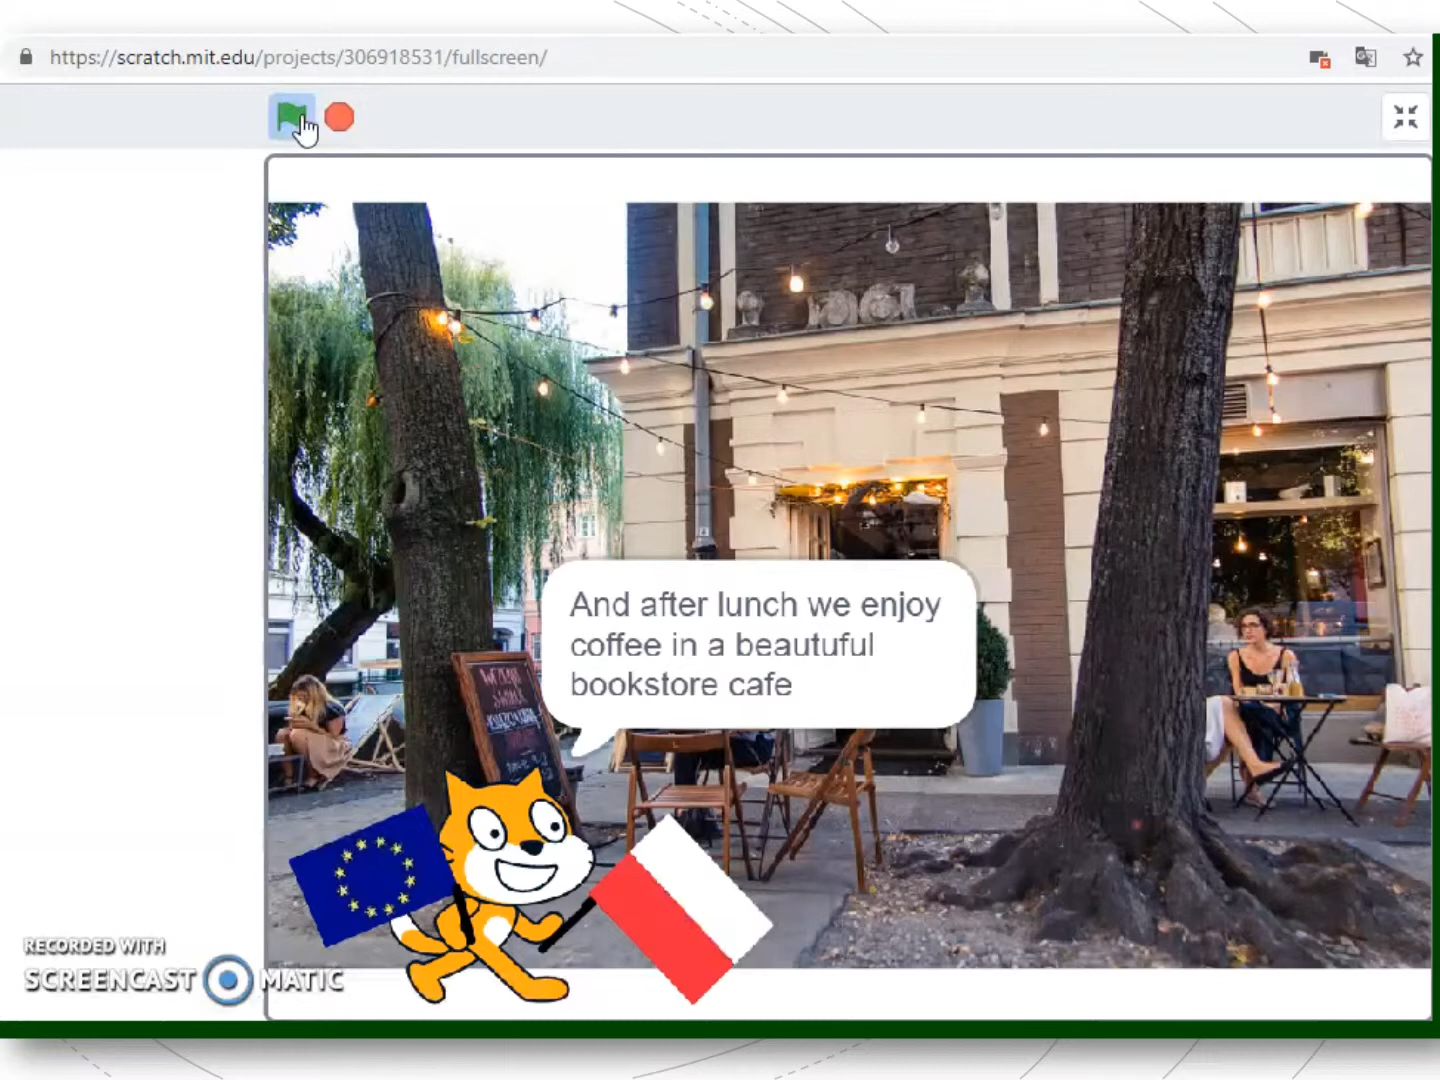 https://scratch.mit.edu/projects/306918531/fullscreen/
And after lunch we enjoy
coffee in a beautuful
bookstore cafe
RECORDED WITH
SCREENCAST MATIC